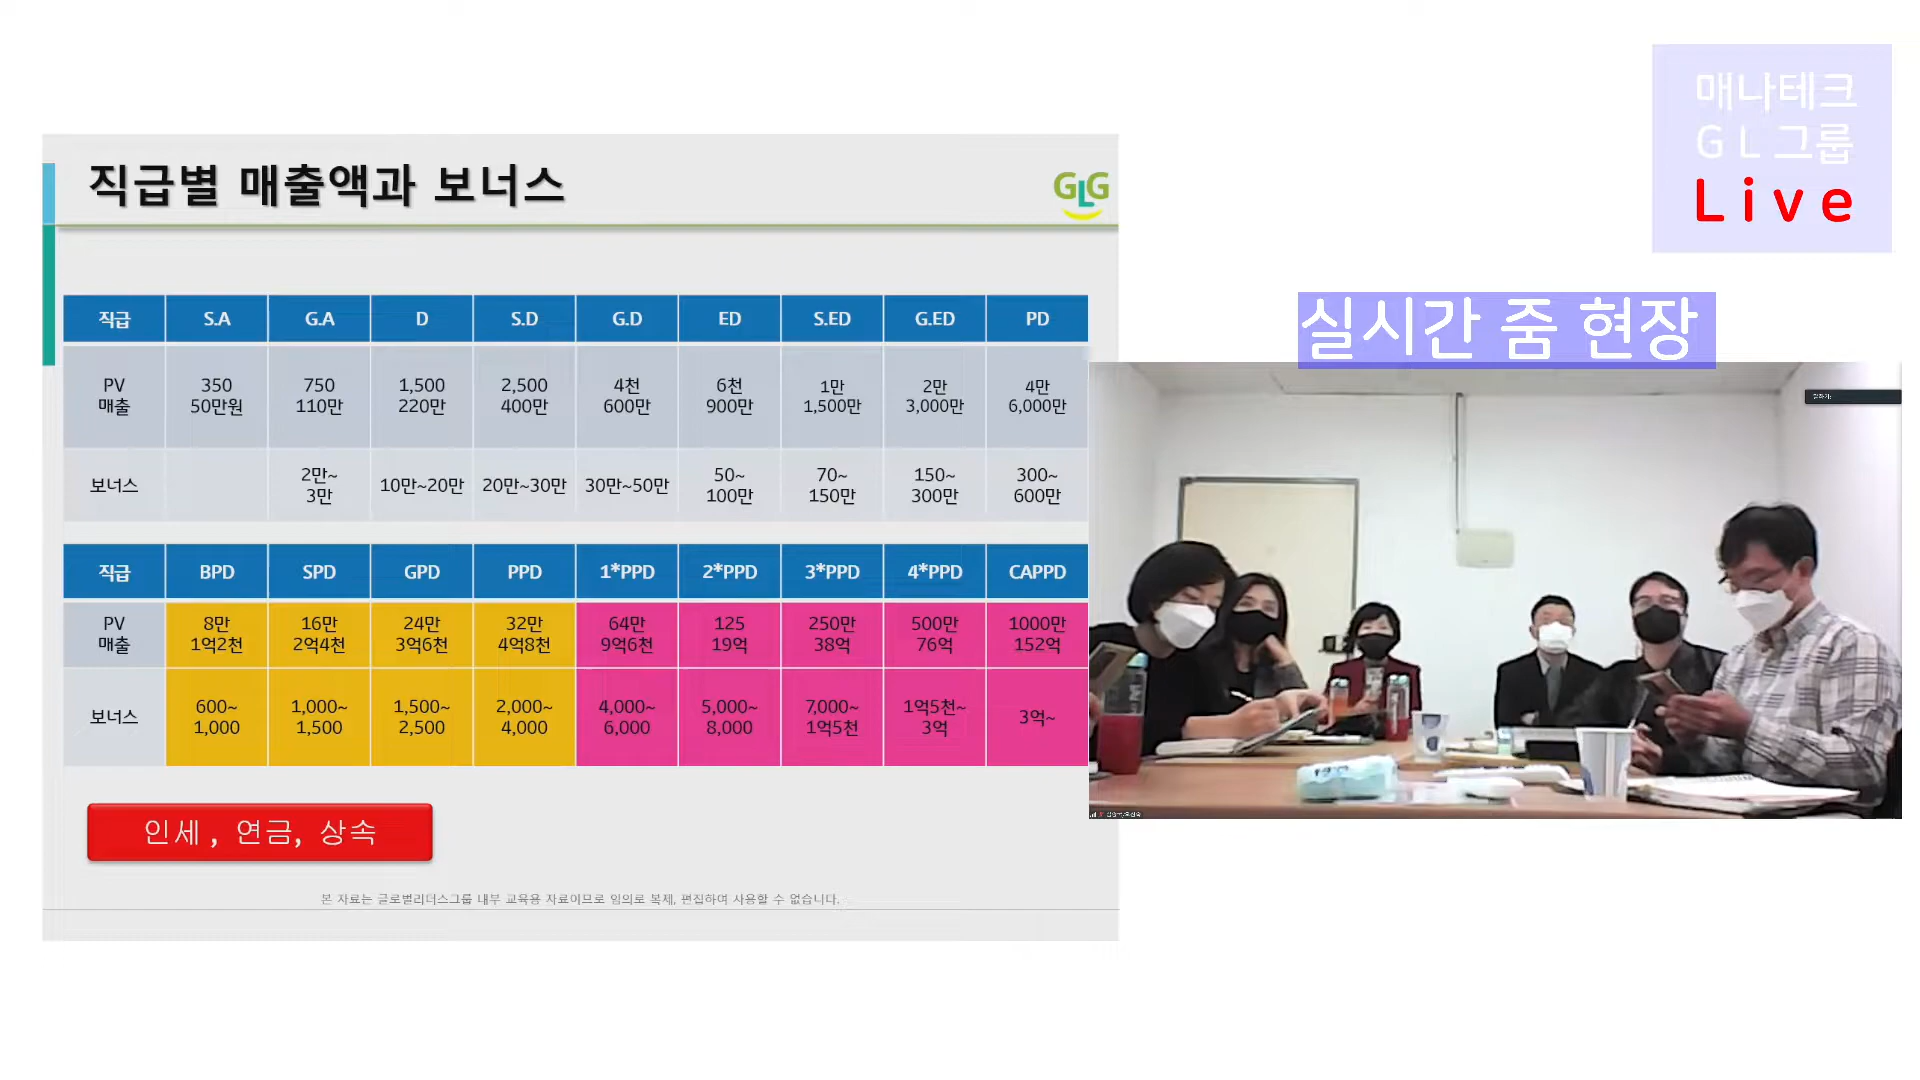 매나테크
G L 그룹
Live
직급별 매출액과 보너스
GLG
실시간 줌 현장
직급 S.A G.A D S.D G.D ED S.ED G.ED PD
PV 350 750 1,500 2,500 4천 6천 1만 2만 4만
매출 50만원 110만 220만 400만 600만 900만 1,500만 3,000만 6,000만
보너스 2만~ 3만 10만~20만 20만~30만 30만~50만 50~ 100만 70~ 150만 150~ 300만 300~ 600만
직급 BPD SPD GPD PPD 1*PPD 2*PPD 3*PPD 4*PPD CAPPD
PV 8만 16만 24만 32만 64만 125 250만 500만 1000만
매출 1억2천 2억4천 3억6천 4억8천 9억6천 19억 38억 76억 152억
보너스 600~ 1,000 1,000~ 1,500 1,500~ 2,500 2,000~ 4,000 4,000~ 6,000 5,000~ 8,000 7,000~ 1억5천 1억5천~ 3억 3억~
인세 , 연금, 상속
본 자료는 글로벌리더스그룹 내부 교육용 자료이므로 임의로 복제, 편집하여 사용할 수 없습니다.